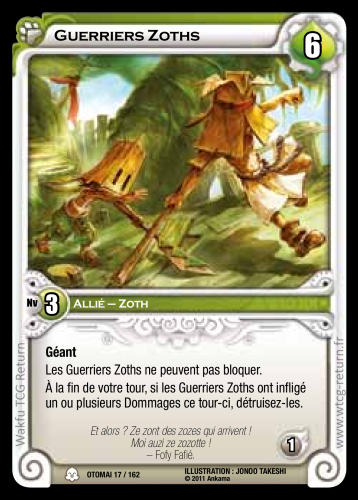 Guerriers Zoths
6
Nv 3 Allié – Zoth
Géant
Les Guerriers Zoths ne peuvent pas bloquer.
À la fin de votre tour, si les Guerriers Zoths ont infligé
un ou plusieurs Dommages ce tour-ci, détruisez-les.
Et alors ? Ze zont des zozes qui arrivent !
Moi auzi ze zozotte !
– Fofy Fafié.
1
OTOMAI 17 / 162
ILLUSTRATION : JONOO TAKESHI
© 2011 Ankama
Wakfu TCG Return
www.wtcg-return.fr